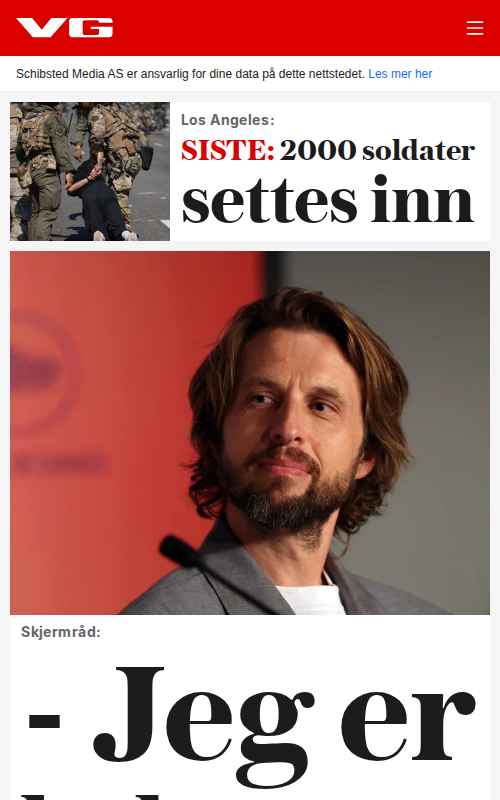 VG
Schibsted Media AS er ansvarlig for dine data på dette nettstedet. Les mer her
Los Angeles:
SISTE: 2000 soldater
settes inn
Skjermråd:
- Jeg er